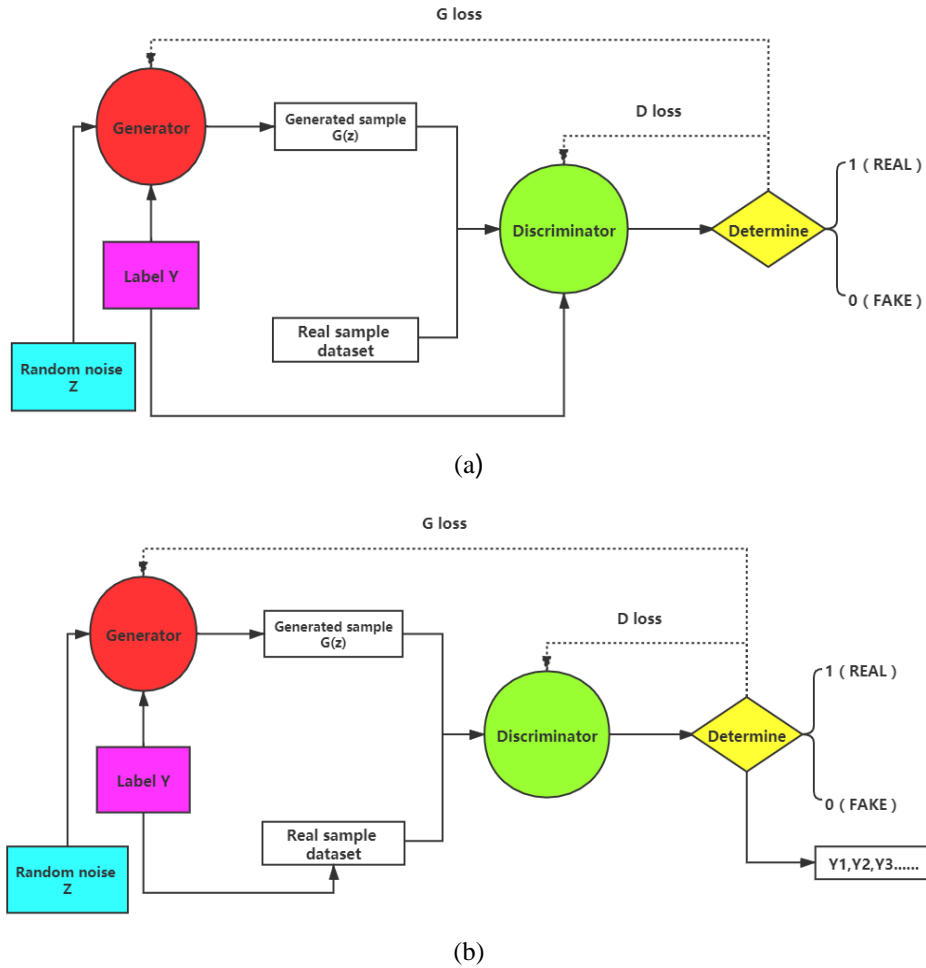 G loss
D loss
Generator
Generated sample
G(z)
1 ( REAL )
Discriminator
Determine
Label Y
0 ( FAKE )
Real sample
dataset
Random noise
Z
(a)
G loss
D loss
Generator
Generated sample
G(z)
1 ( REAL )
Discriminator
Determine
Label Y
0 ( FAKE )
Real sample
dataset
Random noise
Z
Y1,Y2,Y3......
(b)